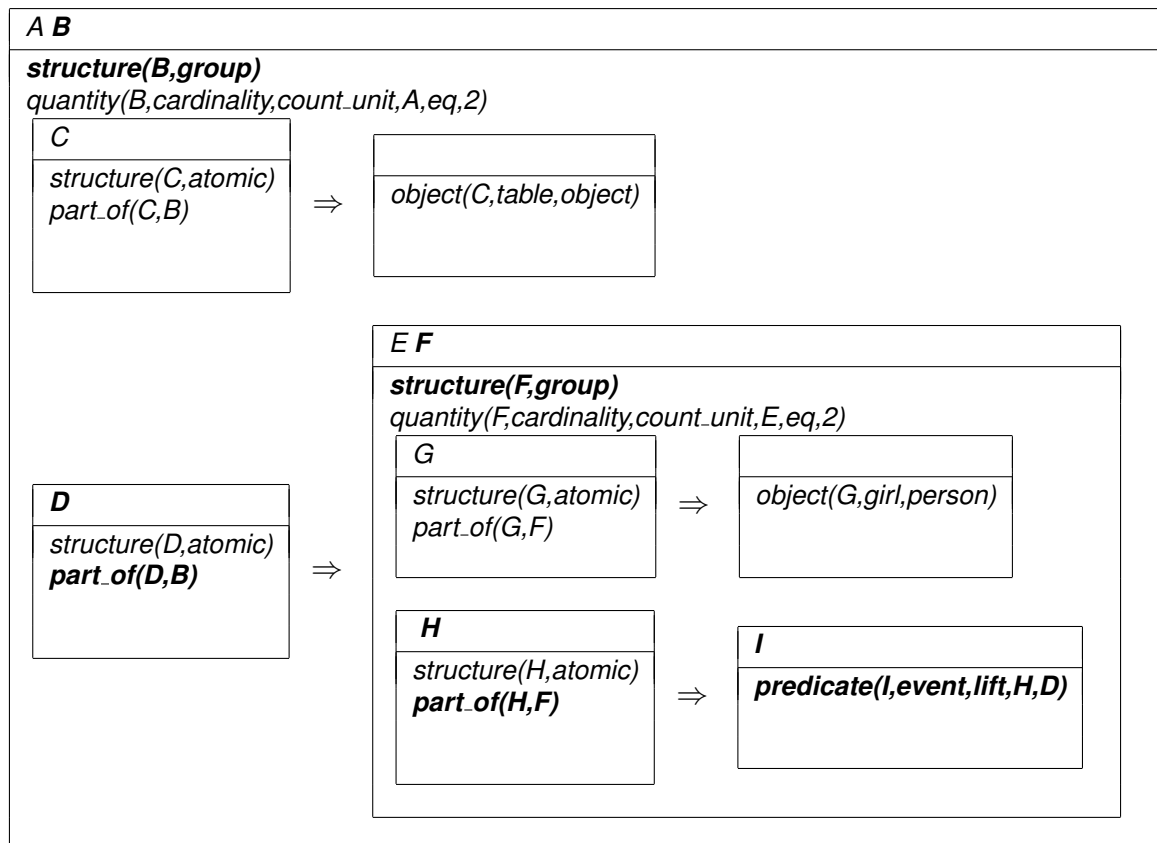 A B
structure(B,group)
quantity(B,cardinality,count_unit,A,eq,2)
C
structure(C,atomic)
part_of(C,B)
⇒
object(C,table,object)
E F
structure(F,group)
quantity(F,cardinality,count_unit,E,eq,2)
G
structure(G,atomic)
part_of(G,F)
⇒
object(G,girl,person)
D
structure(D,atomic)
part_of(D,B)
⇒
H
structure(H,atomic)
part_of(H,F)
⇒
I
predicate(I,event,lift,H,D)